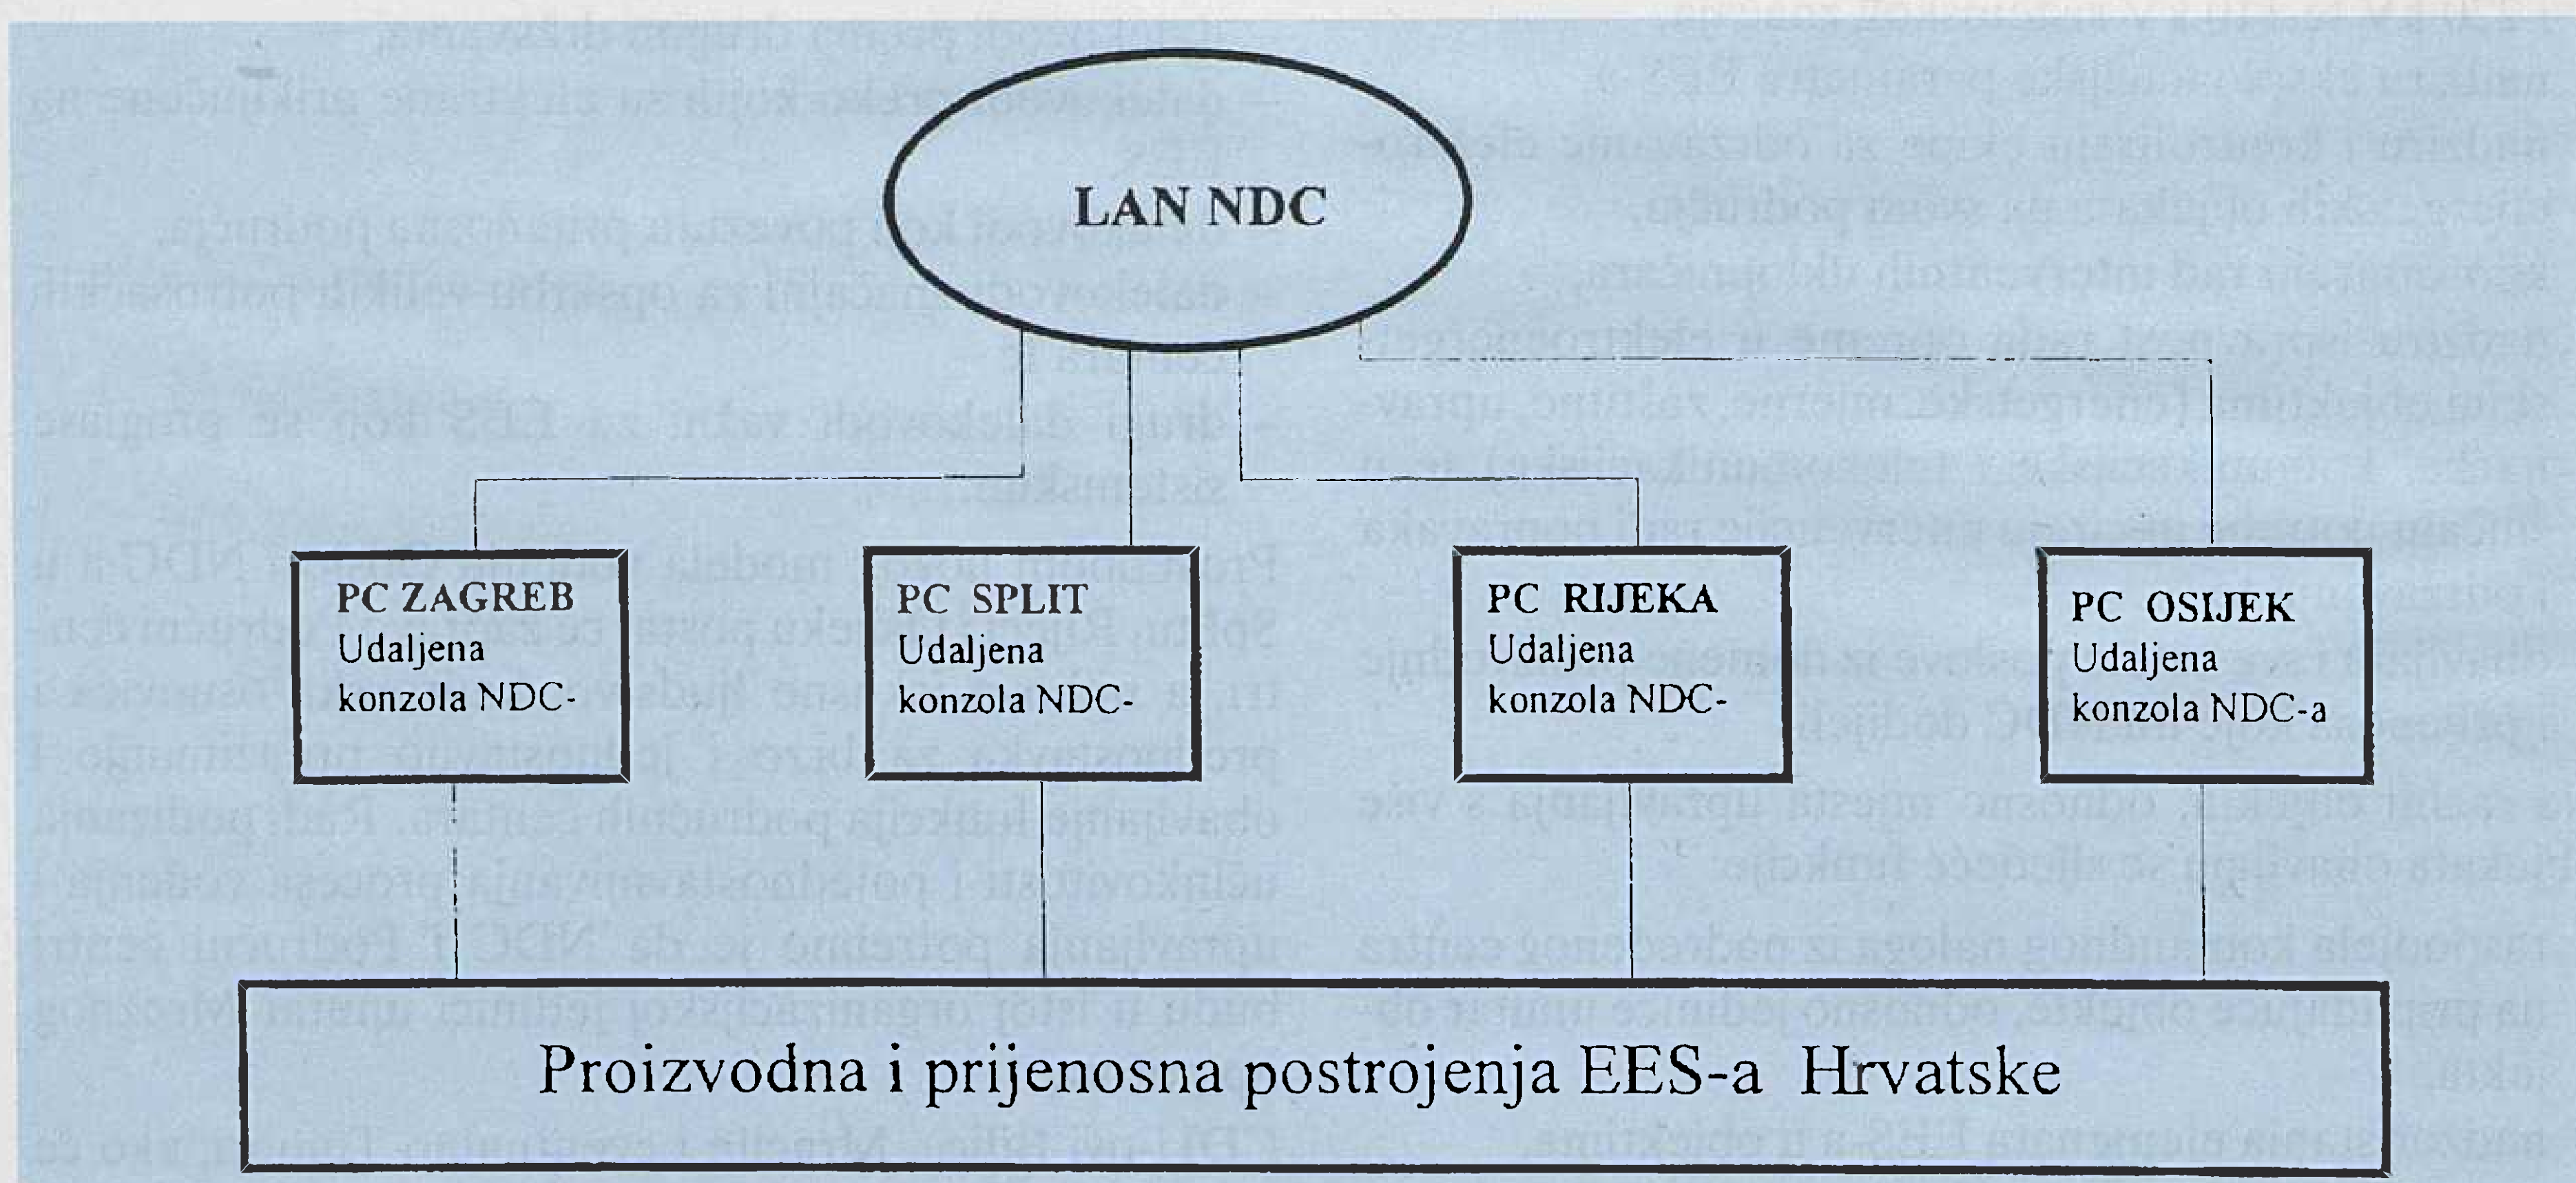 LAN NDC
PC ZAGREB
Udaljena
konzola NDC-
PC SPLIT
Udaljena
konzola NDC-
PC RIJEKA
Udaljena
konzola NDC-
PC OSIJEK
Udaljena
konzola NDC-a
Proizvodna i prijenosna postrojenja EES-a Hrvatske